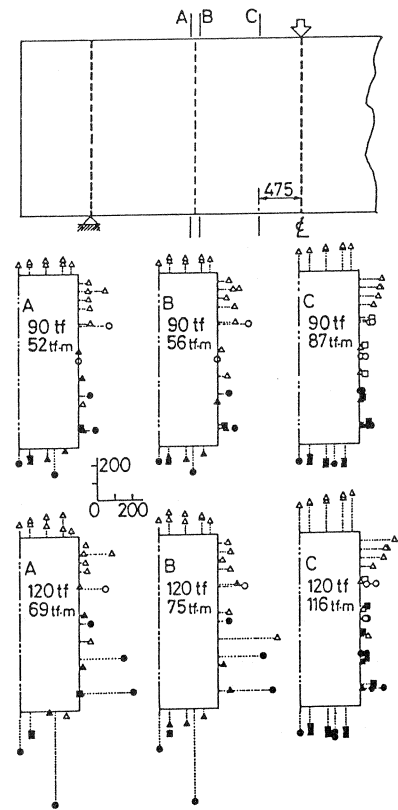 A B C
475
℄
A
90 tf
52 tf·m
B
90 tf
56 tf·m
C
90 tf
87 tf·m
200
0 200
A
120 tf
69 tf·m
B
120 tf
75 tf·m
C
120 tf
116 tf·m